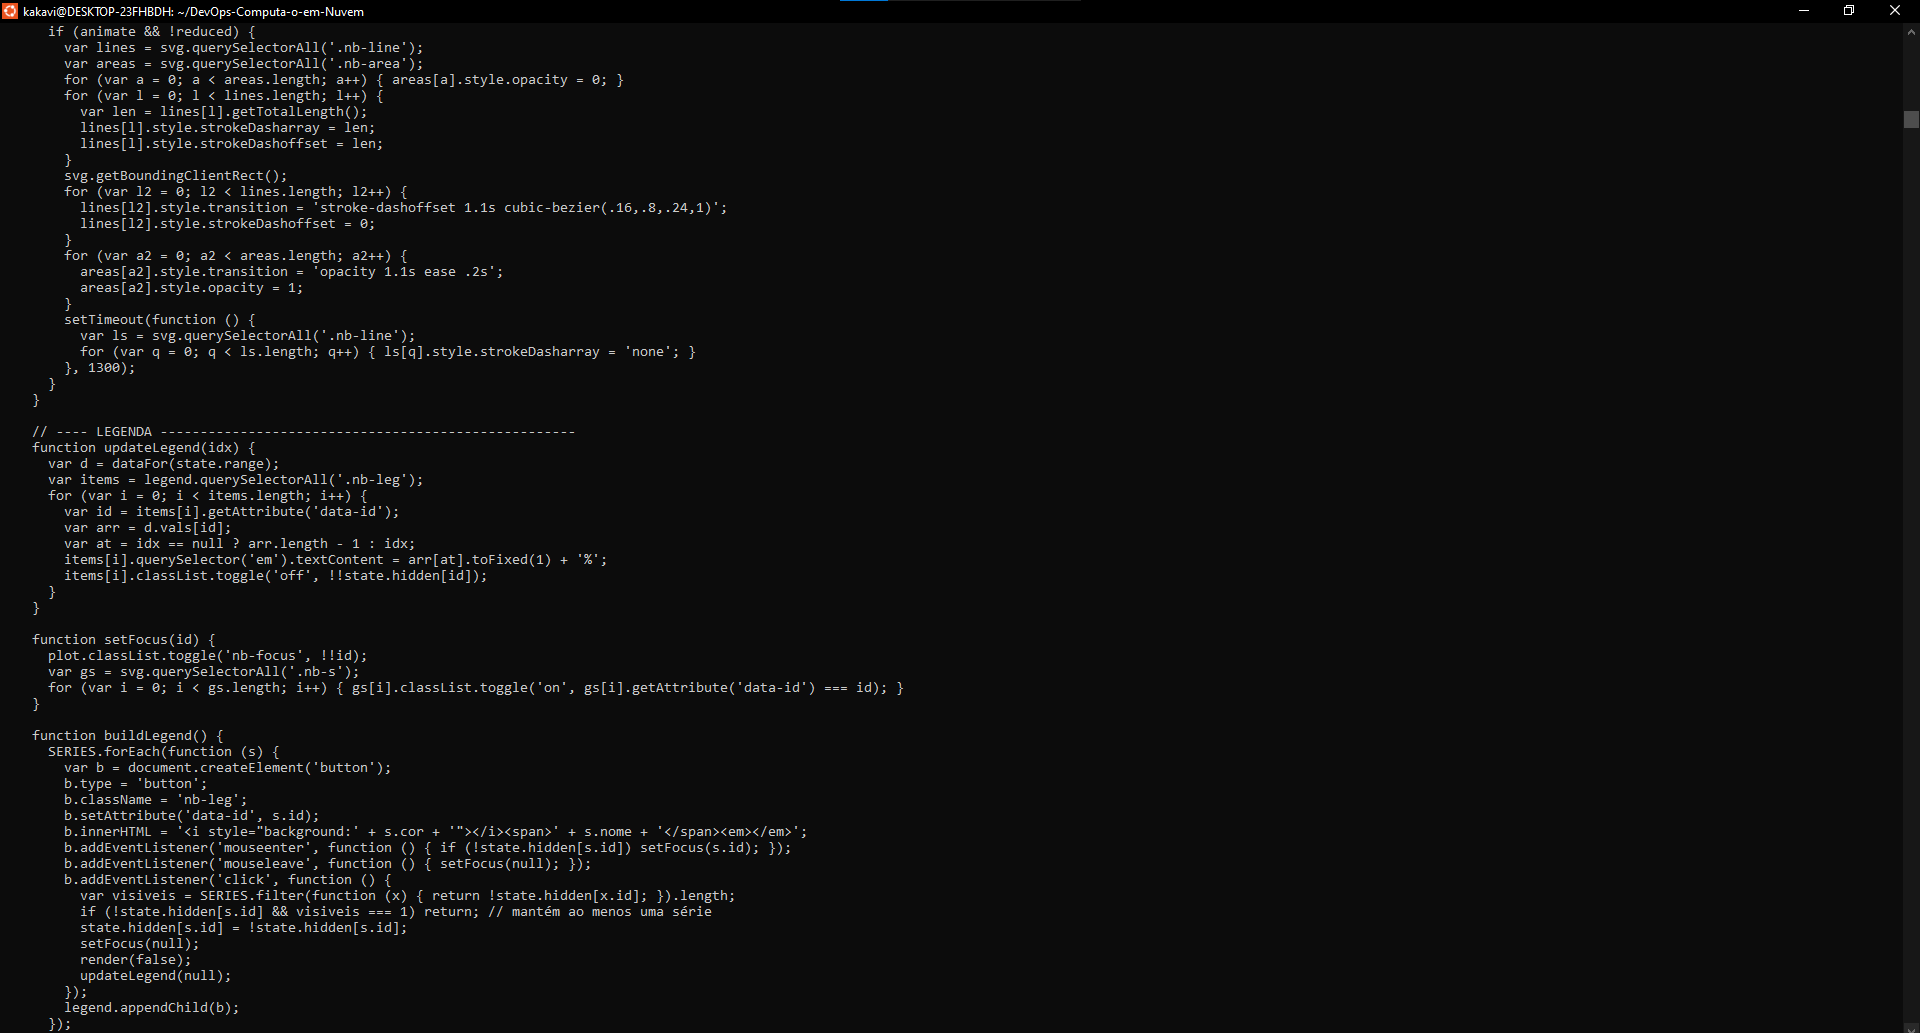 kakavi@DESKTOP-23FHBDH: ~/DevOps-Computa-o-em-Nuvem
    if (animate && !reduced) {
      var lines = svg.querySelectorAll('.nb-line');
      var areas = svg.querySelectorAll('.nb-area');
      for (var a = 0; a < areas.length; a++) { areas[a].style.opacity = 0; }
      for (var l = 0; l < lines.length; l++) {
        var len = lines[l].getTotalLength();
        lines[l].style.strokeDasharray = len;
        lines[l].style.strokeDashoffset = len;
      }
      svg.getBoundingClientRect();
      for (var l2 = 0; l2 < lines.length; l2++) {
        lines[l2].style.transition = 'stroke-dashoffset 1.1s cubic-bezier(.16,.8,.24,1)';
        lines[l2].style.strokeDashoffset = 0;
      }
      for (var a2 = 0; a2 < areas.length; a2++) {
        areas[a2].style.transition = 'opacity 1.1s ease .2s';
        areas[a2].style.opacity = 1;
      }
      setTimeout(function () {
        var ls = svg.querySelectorAll('.nb-line');
        for (var q = 0; q < ls.length; q++) { ls[q].style.strokeDasharray = 'none'; }
      }, 1300);
    }
  }

  // ---- LEGENDA ----------------------------------------------------
  function updateLegend(idx) {
    var d = dataFor(state.range);
    var items = legend.querySelectorAll('.nb-leg');
    for (var i = 0; i < items.length; i++) {
      var id = items[i].getAttribute('data-id');
      var arr = d.vals[id];
      var at = idx == null ? arr.length - 1 : idx;
      items[i].querySelector('em').textContent = arr[at].toFixed(1) + '%';
      items[i].classList.toggle('off', !!state.hidden[id]);
    }
  }

  function setFocus(id) {
    plot.classList.toggle('nb-focus', !!id);
    var gs = svg.querySelectorAll('.nb-s');
    for (var i = 0; i < gs.length; i++) { gs[i].classList.toggle('on', gs[i].getAttribute('data-id') === id); }
  }

  function buildLegend() {
    SERIES.forEach(function (s) {
      var b = document.createElement('button');
      b.type = 'button';
      b.className = 'nb-leg';
      b.setAttribute('data-id', s.id);
      b.innerHTML = '<i style="background:' + s.cor + '"></i><span>' + s.nome + '</span><em></em>';
      b.addEventListener('mouseenter', function () { if (!state.hidden[s.id]) setFocus(s.id); });
      b.addEventListener('mouseleave', function () { setFocus(null); });
      b.addEventListener('click', function () {
        var visiveis = SERIES.filter(function (x) { return !state.hidden[x.id]; }).length;
        if (!state.hidden[s.id] && visiveis === 1) return; // mantém ao menos uma série
        state.hidden[s.id] = !state.hidden[s.id];
        setFocus(null);
        render(false);
        updateLegend(null);
      });
      legend.appendChild(b);
    });